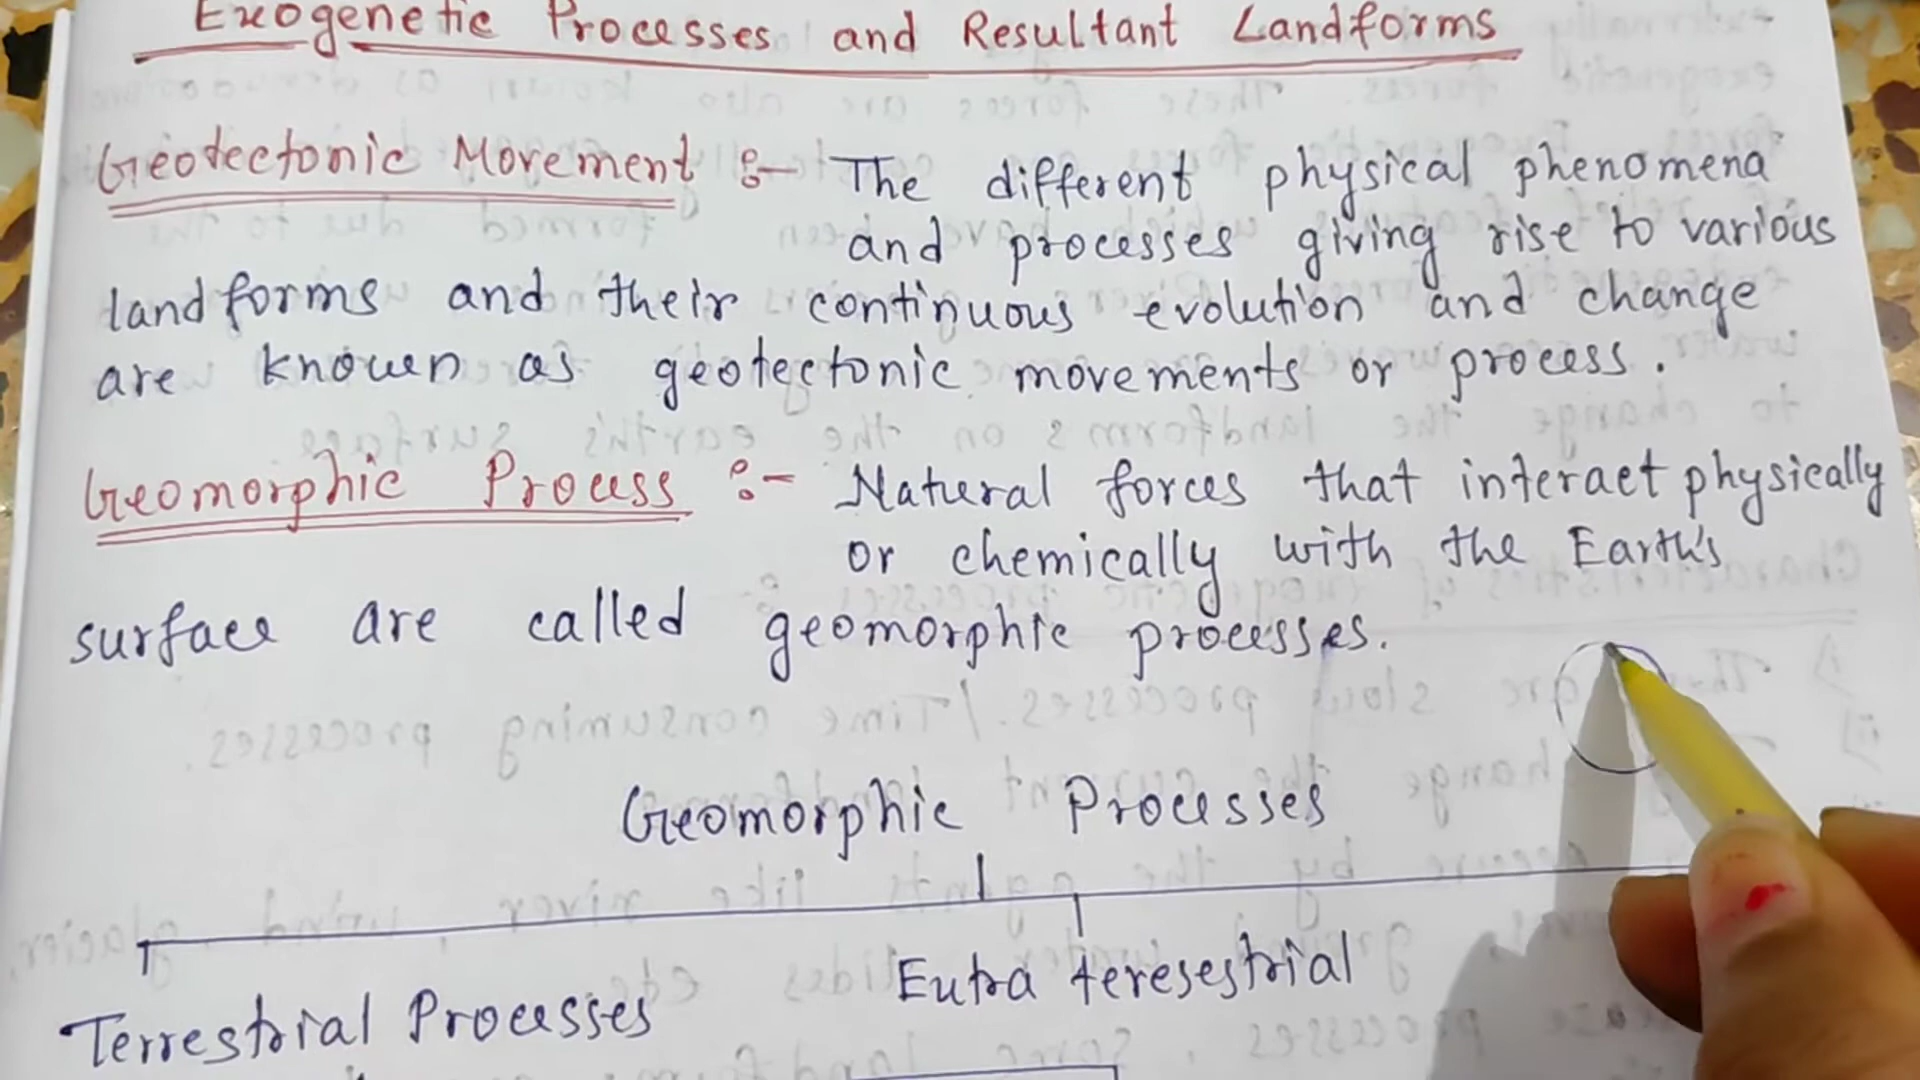 Exogenetic Processes and Resultant Landforms
Geotectonic Movement :- The different physical phenomena
and processes giving rise to various
landforms and their continuous evolution and change
are known as geotectonic movements or process.
Geomorphic Process :- Natural forces that interact physically
or chemically with the Earth's
surface are called geomorphic processes.
Geomorphic Processes
Terrestrial Processes
Extra teresestrial